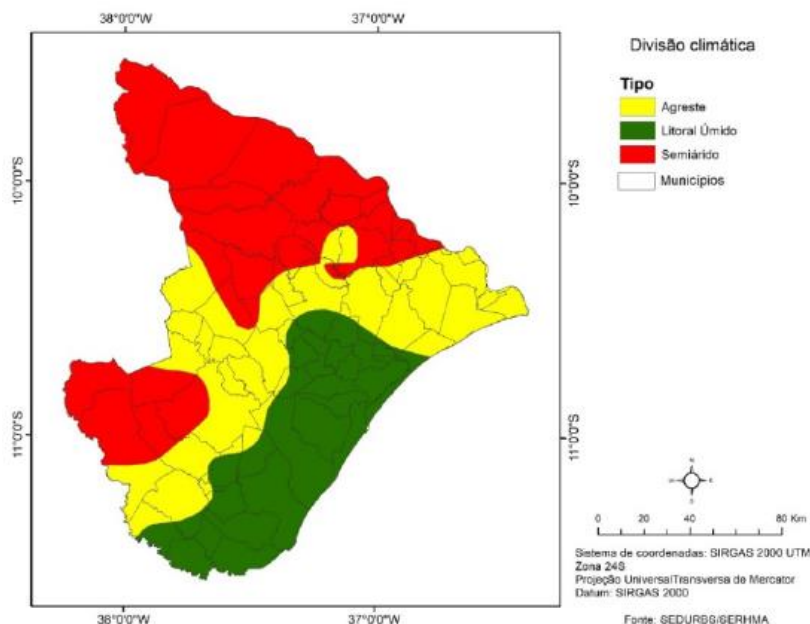 38°0'0"W
37°0'0"W
Divisão climática
Tipo
Agreste
Litoral Úmido
Semiárido
Municípios
10°0'0"S
10°0'0"S
11°0'0"S
11°0'0"S
N
W
E
S
0 20 40 60 80 Km
Sistema de coordenadas: SIRGAS 2000 UTM
Zona 24S
Projeção UniversalTransversa de Mercator
Datum: SIRGAS 2000
38°0'0"W
37°0'0"W
Fonte: SEDURBS/SERHMA